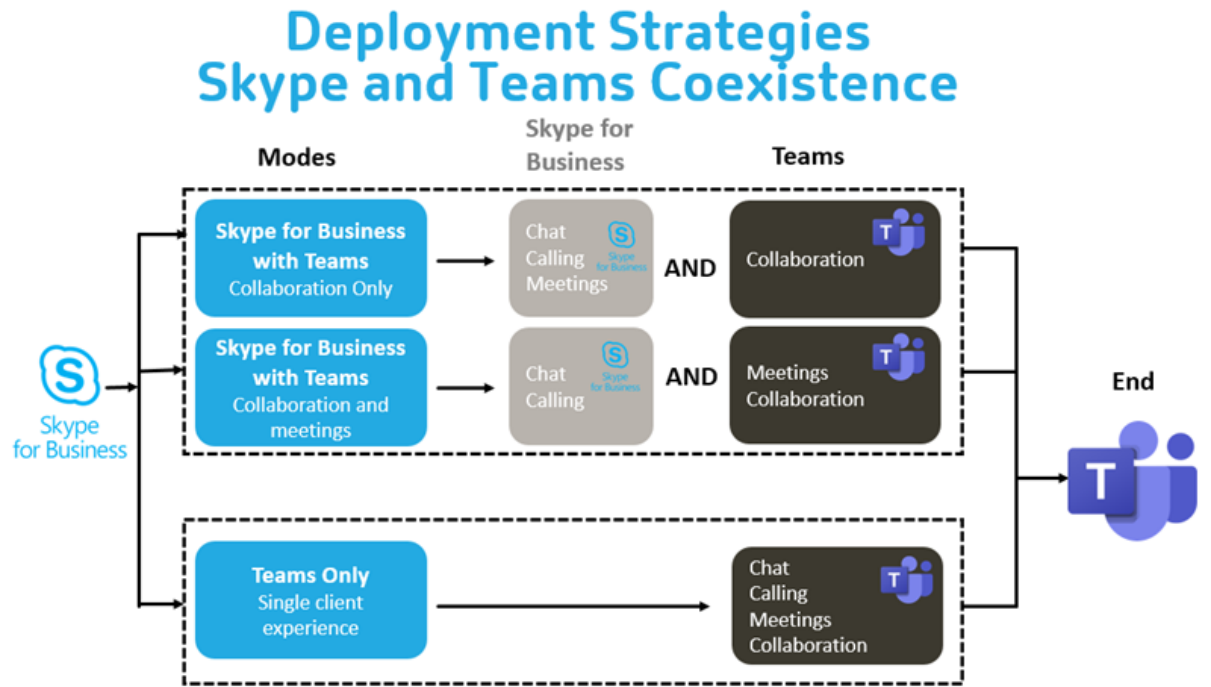 Deployment Strategies
Skype and Teams Coexistence
Modes
Skype for
Business
Teams
Skype for Business
with Teams
Collaboration Only
Chat
Calling
Meetings
S
Skype
for Business
AND
Collaboration
T
Skype for Business
with Teams
Collaboration and
meetings
Chat
Calling
S
Skype
for Business
AND
Meetings
Collaboration
T
S
Skype
for Business
End
T
Teams Only
Single client
experience
Chat
Calling
Meetings
Collaboration
T